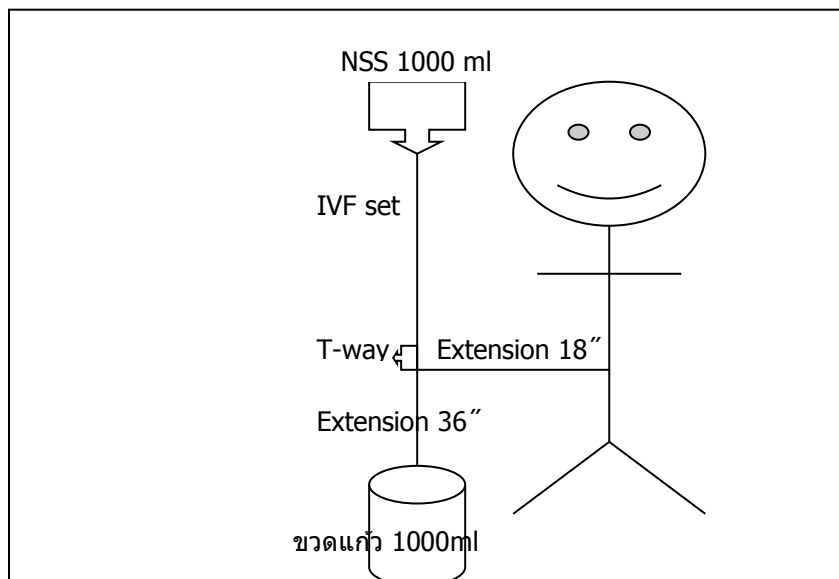 NSS 1000 ml
IVF set
T-way
Extension 18″
Extension 36″
ขวดแก้ว 1000ml